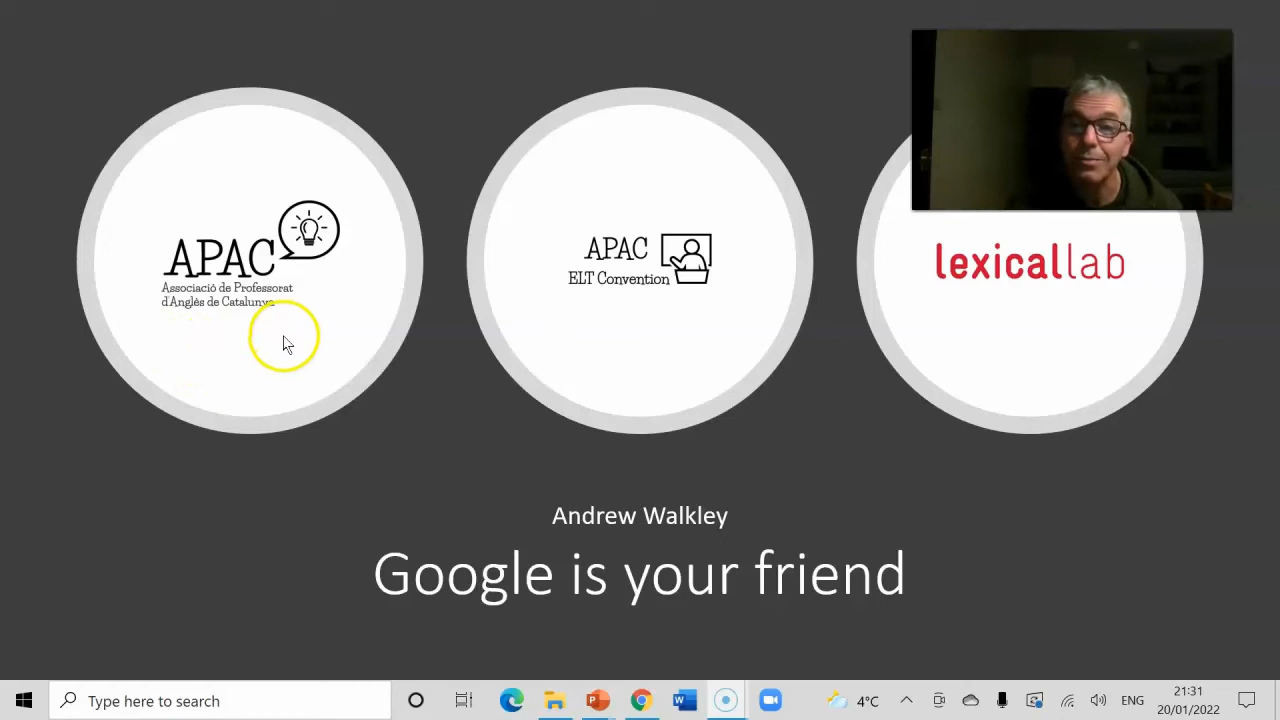 APAC
Associació de Professorat
d'Anglès de Catalunya
APAC
ELT Convention
lexicallab
Andrew Walkley
Google is your friend
Type here to search
4°C
ENG
21:31
20/01/2022